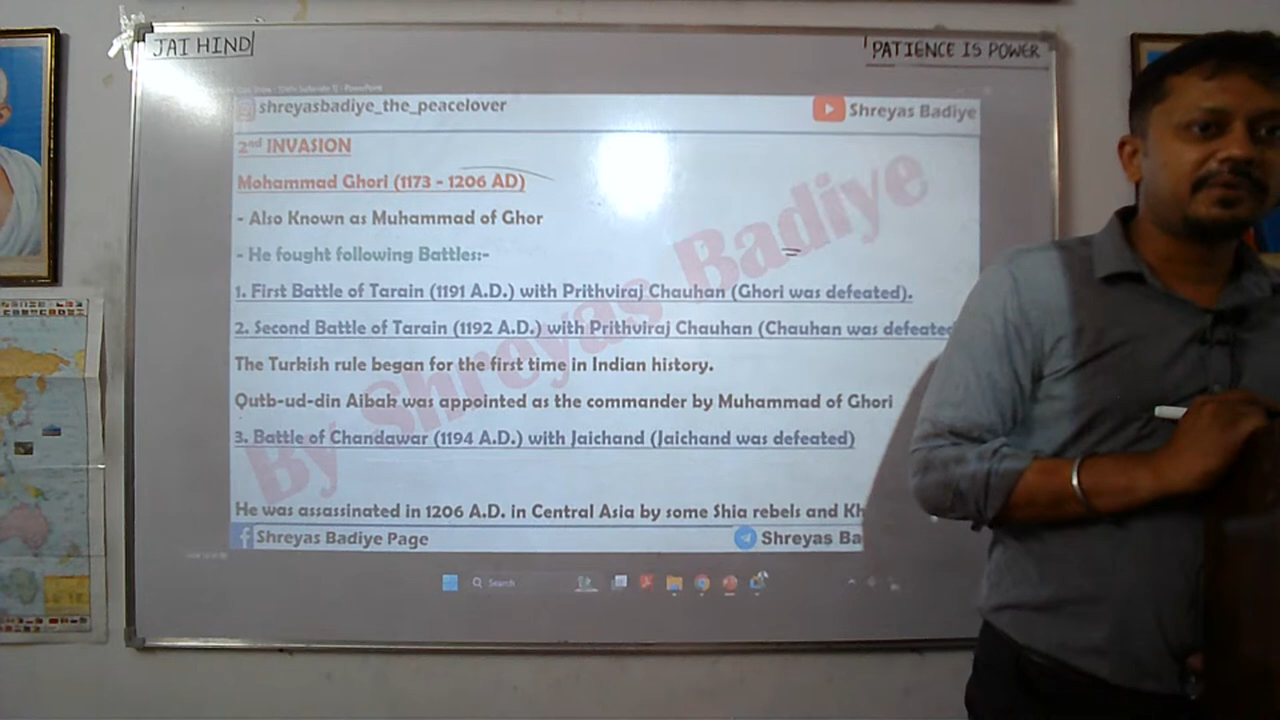 JAI HIND
PATIENCE IS POWER
shreyasbadiye_the_peacelover
Shreyas Badiye
2nd INVASION
Mohammad Ghori (1173 - 1206 AD)
- Also Known as Muhammad of Ghor
- He fought following Battles:-
1. First Battle of Tarain (1191 A.D.) with Prithviraj Chauhan (Ghori was defeated).
2. Second Battle of Tarain (1192 A.D.) with Prithviraj Chauhan (Chauhan was defeated
The Turkish rule began for the first time in Indian history.
Qutb-ud-din Aibak was appointed as the commander by Muhammad of Ghori
3. Battle of Chandawar (1194 A.D.) with Jaichand (Jaichand was defeated)
He was assassinated in 1206 A.D. in Central Asia by some Shia rebels and Kh
By Shreyas Badiye
Shreyas Badiye Page
Shreyas Ba
Search